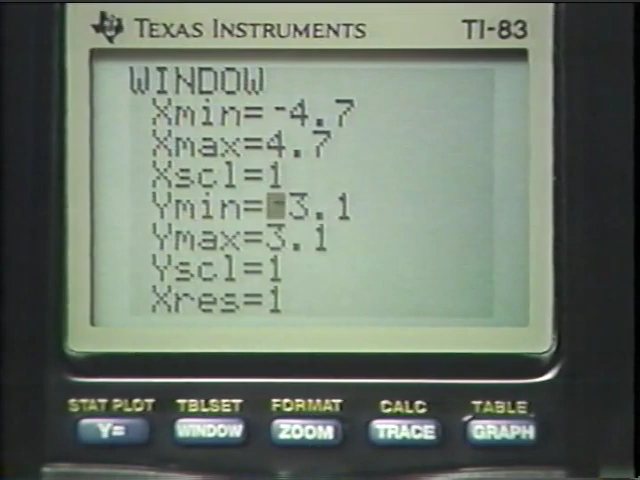 TEXAS INSTRUMENTS TI-83
WINDOW
Xmin=-4.7
Xmax=4.7
Xscl=1
Ymin=-3.1
Ymax=3.1
Yscl=1
Xres=1
STAT PLOT TBLSET FORMAT CALC TABLE
Y= WINDOW ZOOM TRACE GRAPH